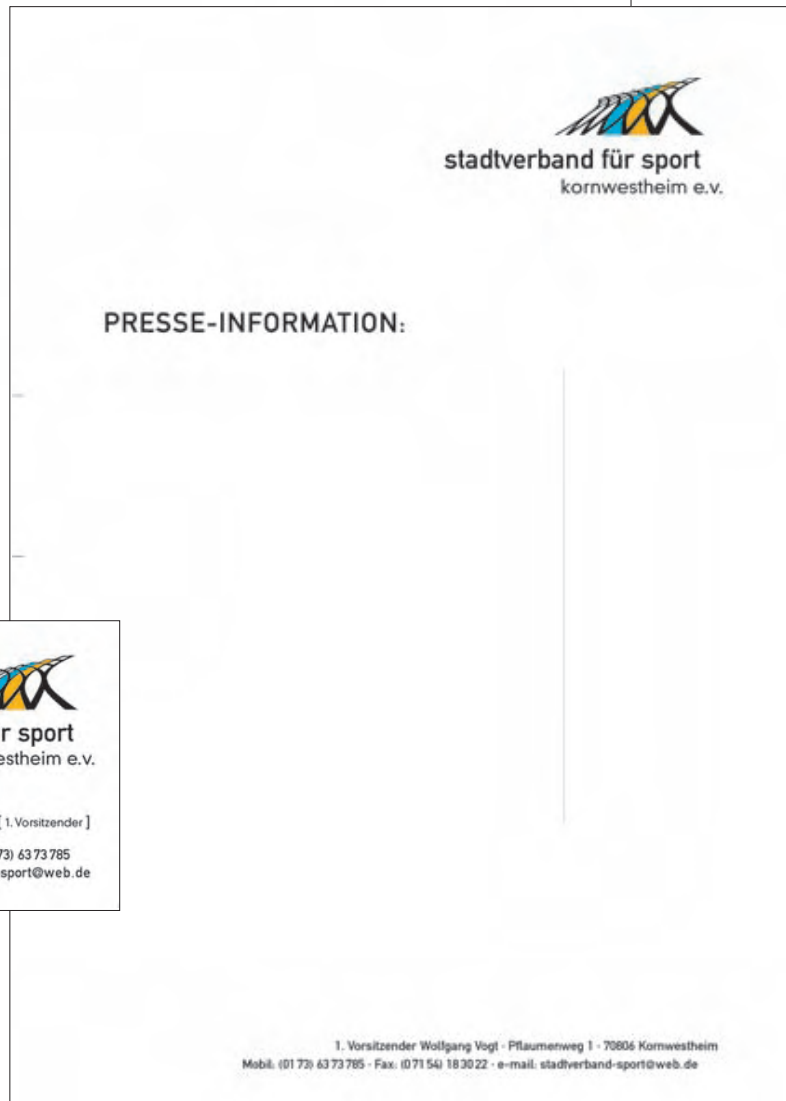 stadtverband für sport
kornwestheim e.v.
PRESSE-INFORMATION:
r sport
estheim e.v.
[ 1. Vorsitzender ]
73) 63 73 785
sport@web.de
1. Vorsitzender Wolfgang Vogt - Pflaumenweg 1 - 70806 Kornwestheim
Mobil: (01 73) 63 73 785 - Fax: (0 71 54) 18 30 22 - e-mail: stadtverband-sport@web.de